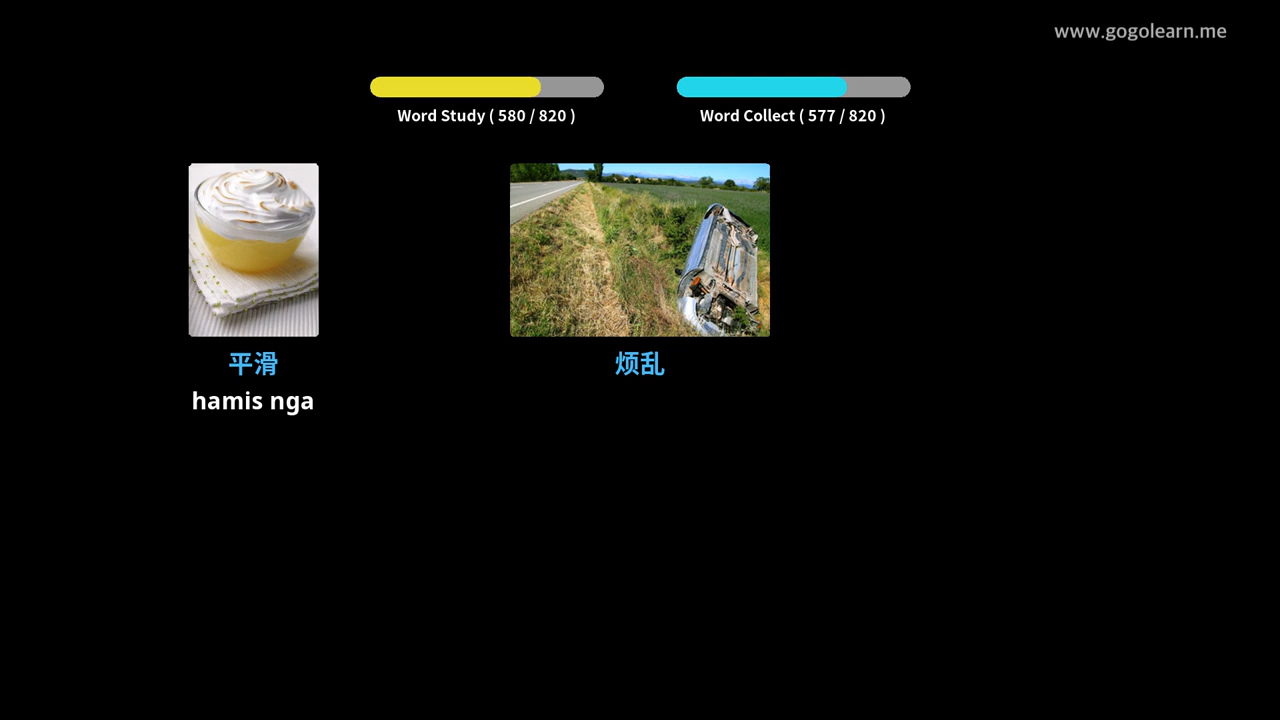 www.gogolearn.me
Word Study ( 580 / 820 )
Word Collect ( 577 / 820 )
平滑
hamis nga
烦乱